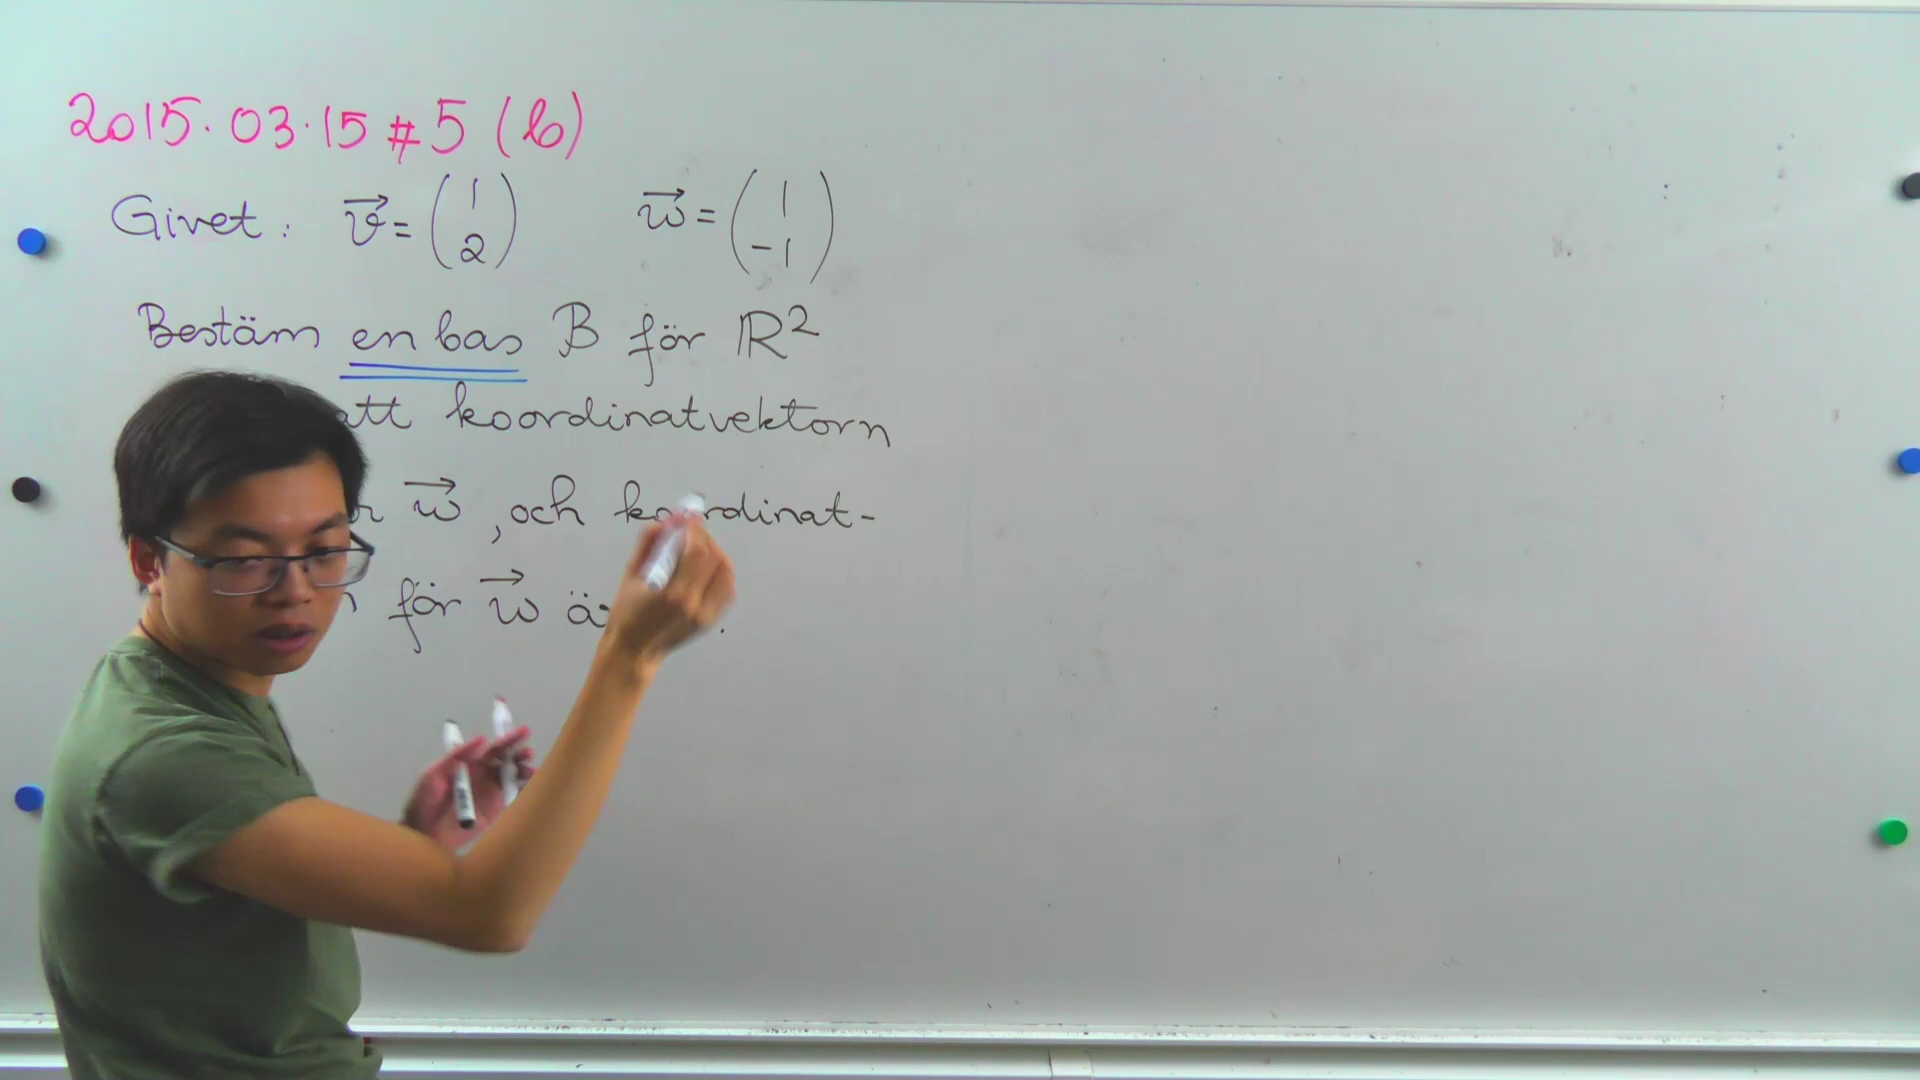 2015.03.15 #5 (b)
Givet: v⃗ = (1 2) w⃗ = (1 -1)
Bestäm en bas B för ℝ²
att koordinatvektorn
w⃗, och koordinat-
för w⃗ är